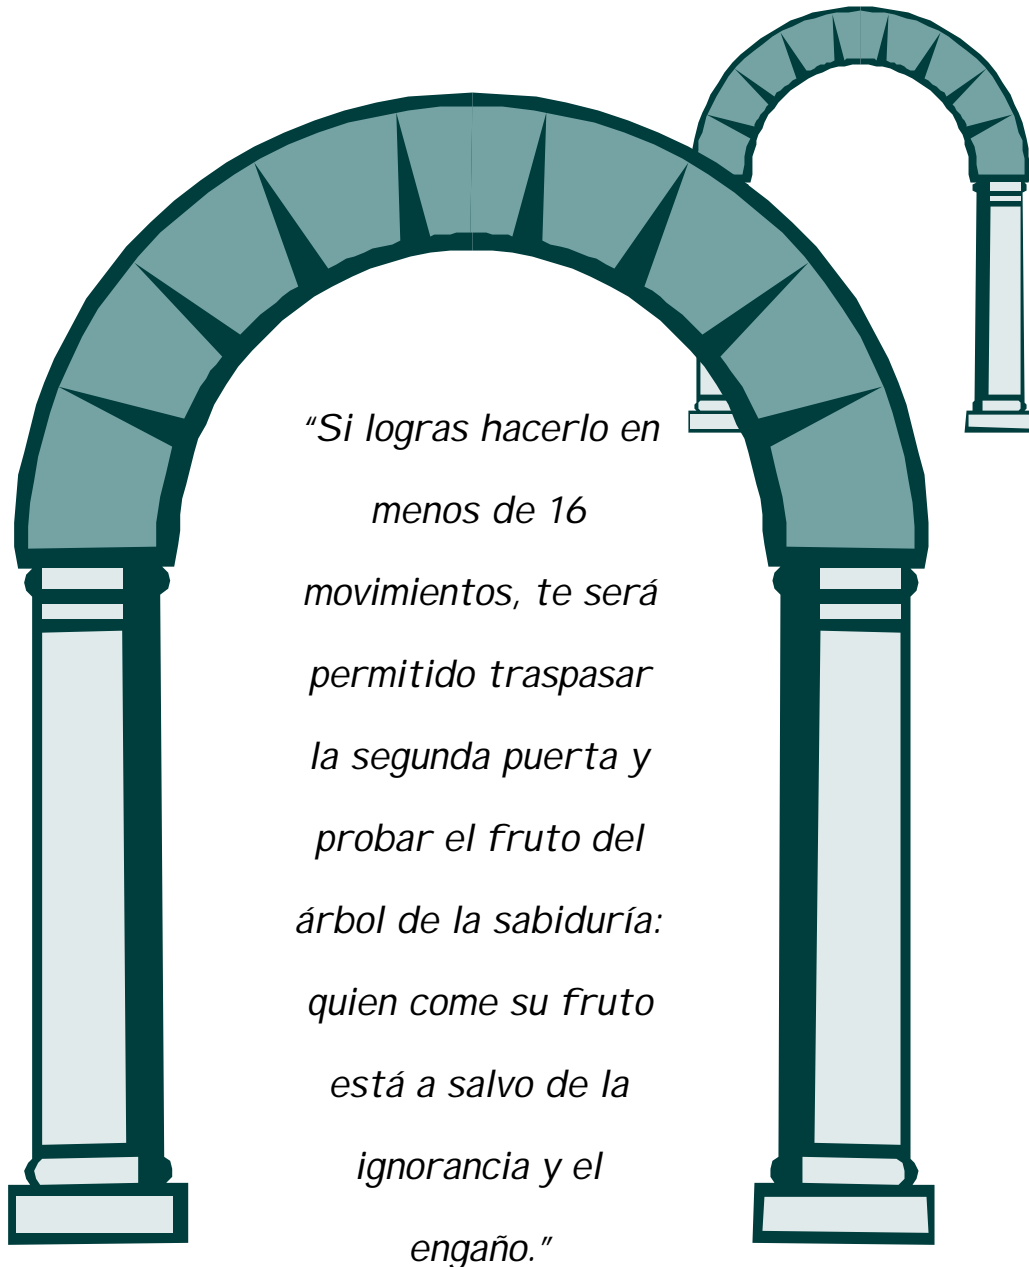 “Si logras hacerlo en
menos de 16
movimientos, te será
permitido traspasar
la segunda puerta y
probar el fruto del
árbol de la sabiduría:
quien come su fruto
está a salvo de la
ignorancia y el
engaño.”